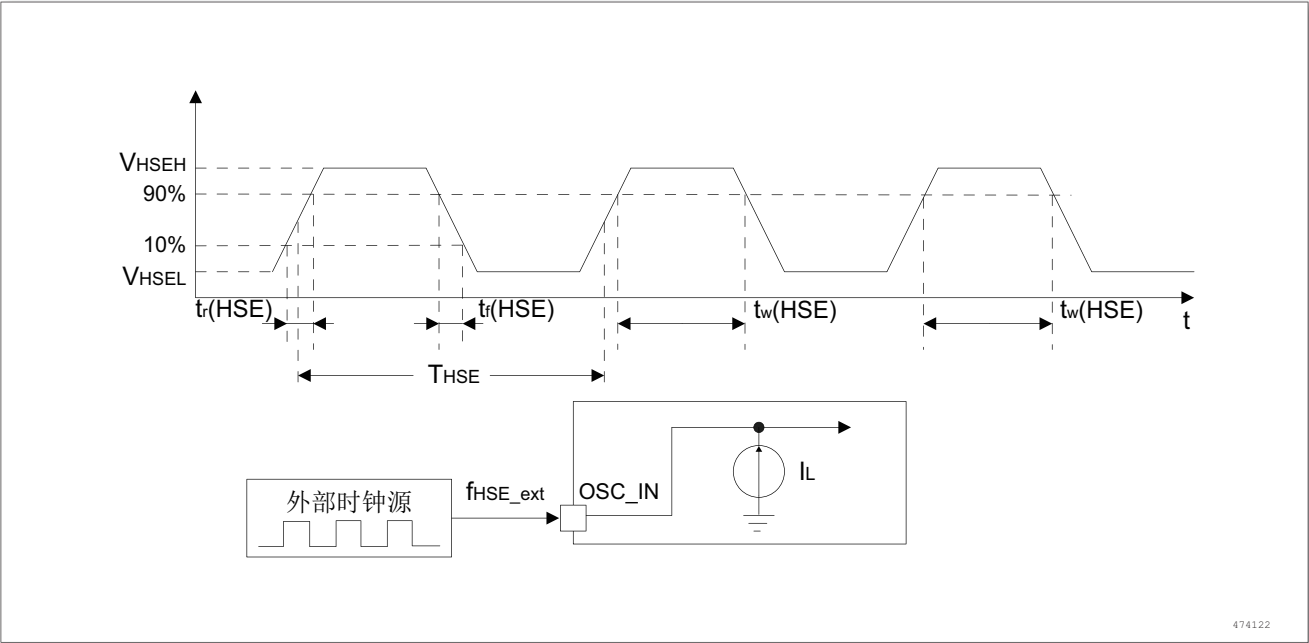 VHSEH
90%
10%
VHSEL
tr(HSE)
tf(HSE)
tw(HSE)
tw(HSE)
t
THSE
外部时钟源
fHSE_ext
OSC_IN
IL
474122